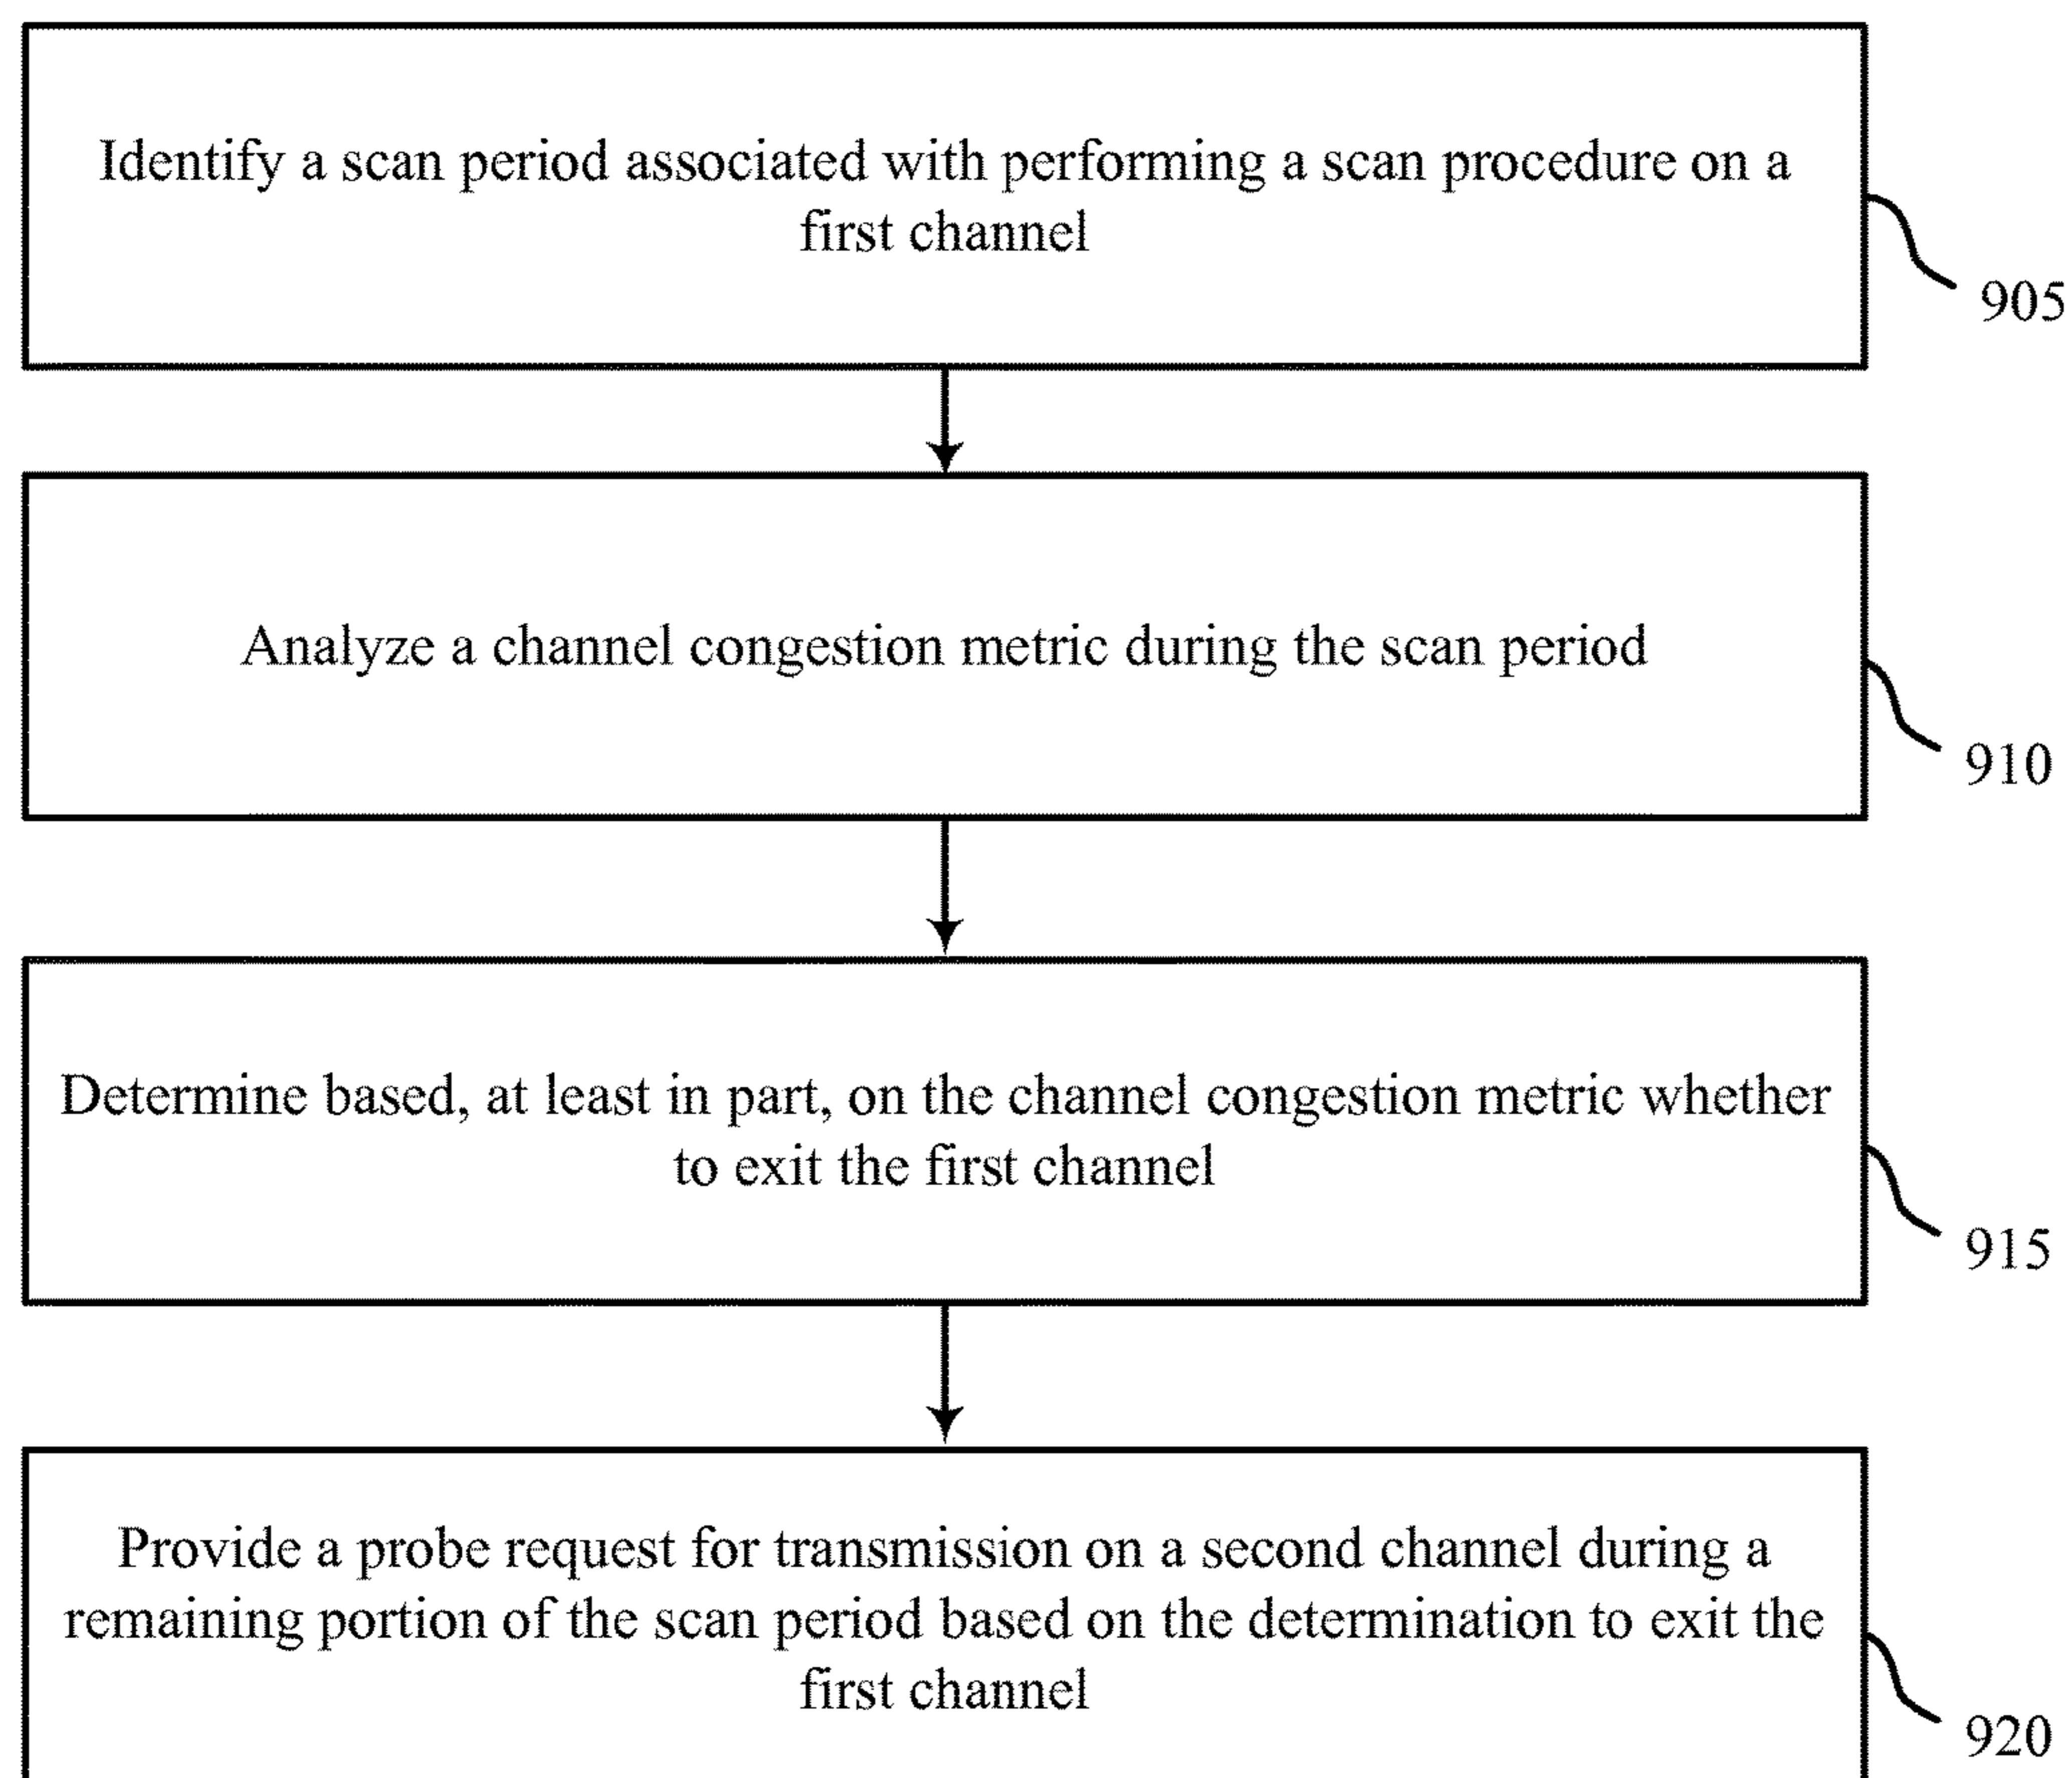 Identify a scan period associated with performing a scan procedure on a
first channel
905
Analyze a channel congestion metric during the scan period
910
Determine based, at least in part, on the channel congestion metric whether
to exit the first channel
915
Provide a probe request for transmission on a second channel during a
remaining portion of the scan period based on the determination to exit the
first channel
920